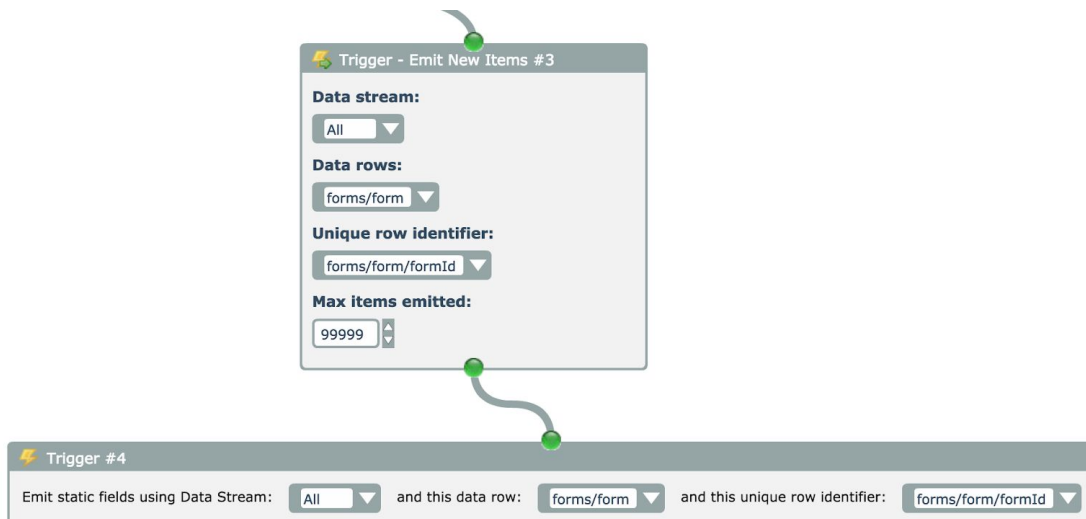 Trigger - Emit New Items #3
Data stream:
All
Data rows:
forms/form
Unique row identifier:
forms/form/formId
Max items emitted:
99999
Trigger #4
Emit static fields using Data Stream: All and this data row: forms/form and this unique row identifier: forms/form/formId